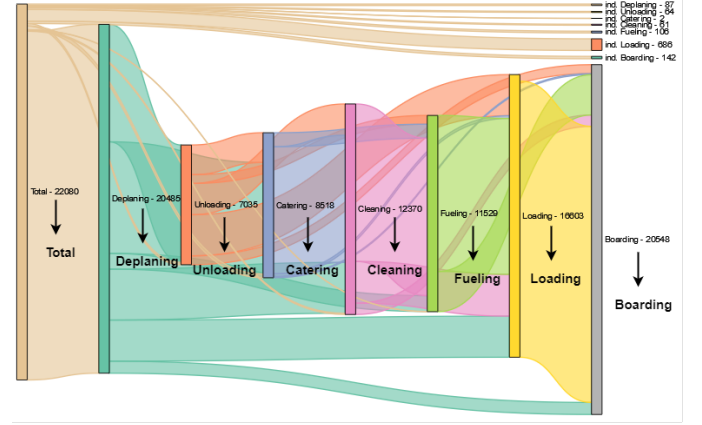 ind. Deplaning - 87
ind. Unloading - 64
ind. Catering - 2
ind. Cleaning - 61
ind. Fueling - 106
ind. Loading - 686
ind. Boarding - 142
Total - 22080
Deplaning - 20485
Unloading - 7035
Catering - 8518
Cleaning - 12370
Fueling - 11529
Loading - 16603
Boarding - 20548
Total
Deplaning
Unloading
Catering
Cleaning
Fueling
Loading
Boarding